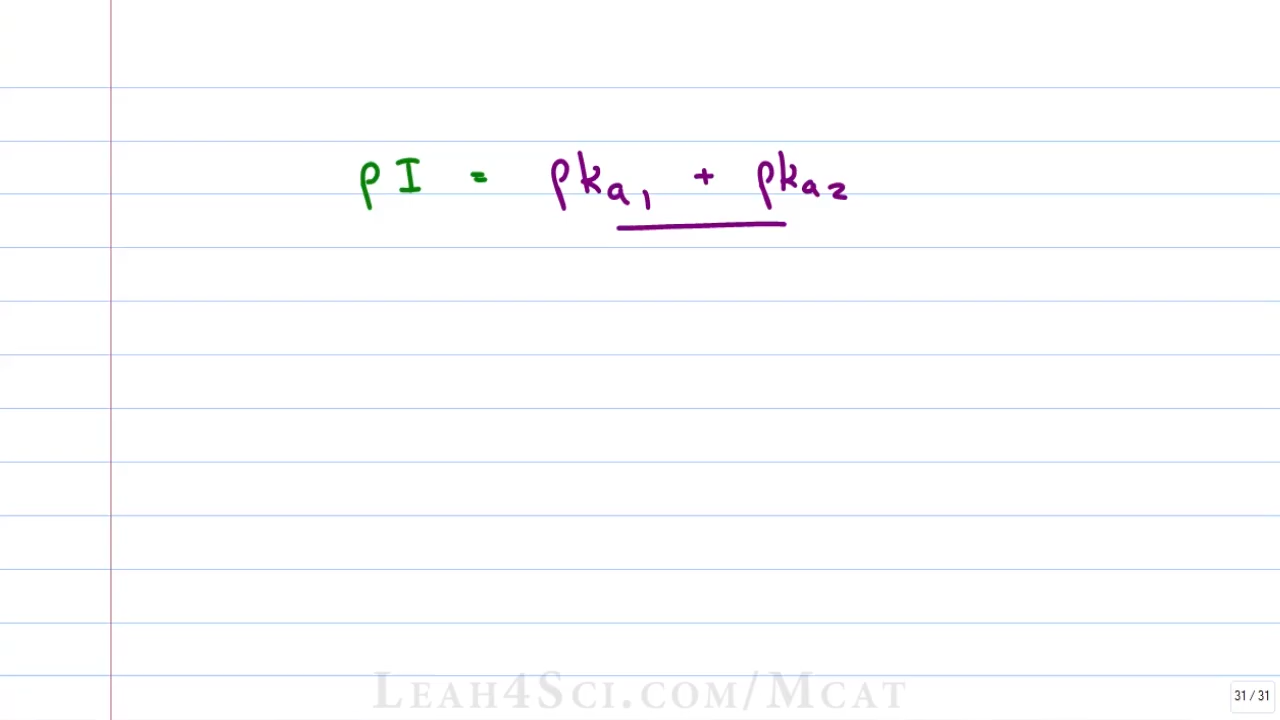 pI = pka1 + pka2
LEAH4SCI.COM/MCAT
31 / 31